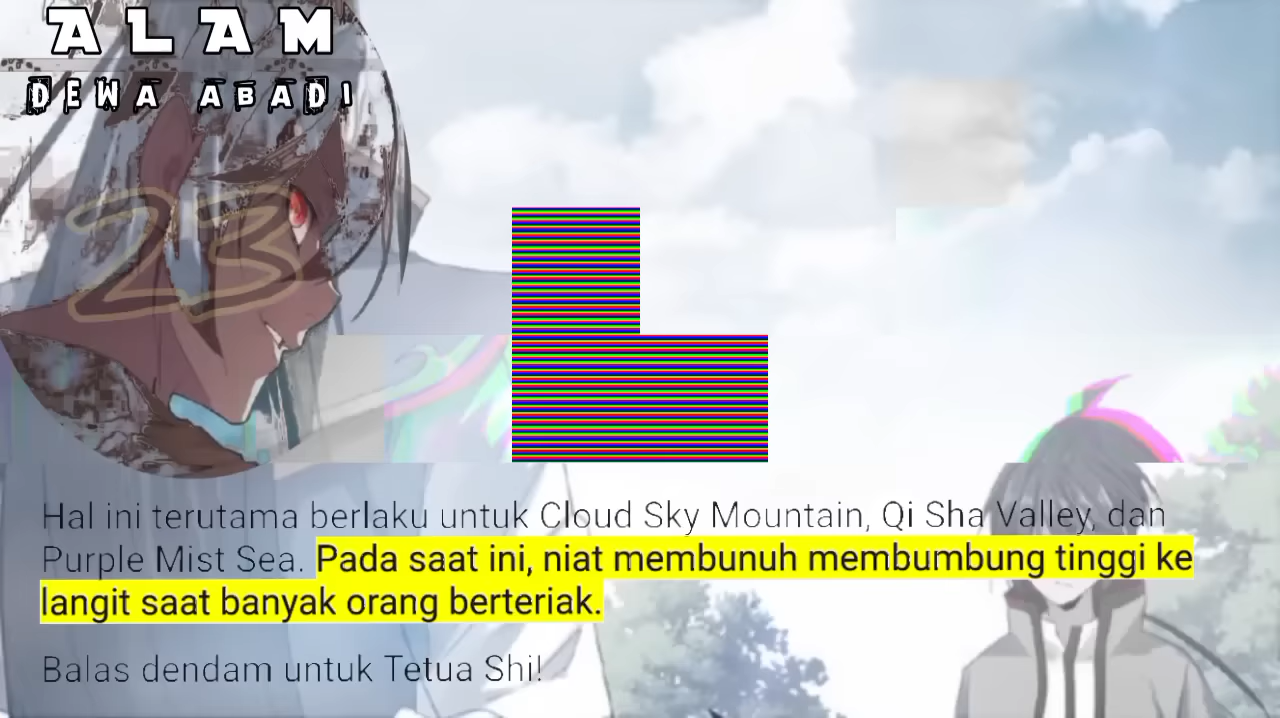 ALAM
DEWA ABADI
23
Hal ini terutama berlaku untuk Cloud Sky Mountain, Qi Sha Valley, dan
Purple Mist Sea. Pada saat ini, niat membunuh membumbung tinggi ke
langit saat banyak orang berteriak.
Balas dendam untuk Tetua Shi!